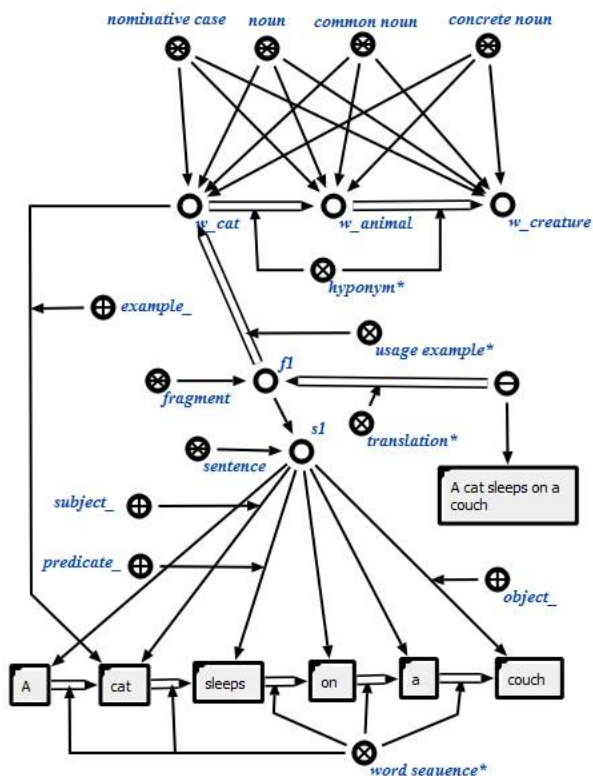 nominative case
noun
common noun
concrete noun
w_cat
w_animal
w_creature
hyponym*
example_
usage example*
f1
fragment
translation*
s1
sentence
A cat sleeps on a
couch
subject_
predicate_
object_
A
cat
sleeps
on
a
couch
word sequence*